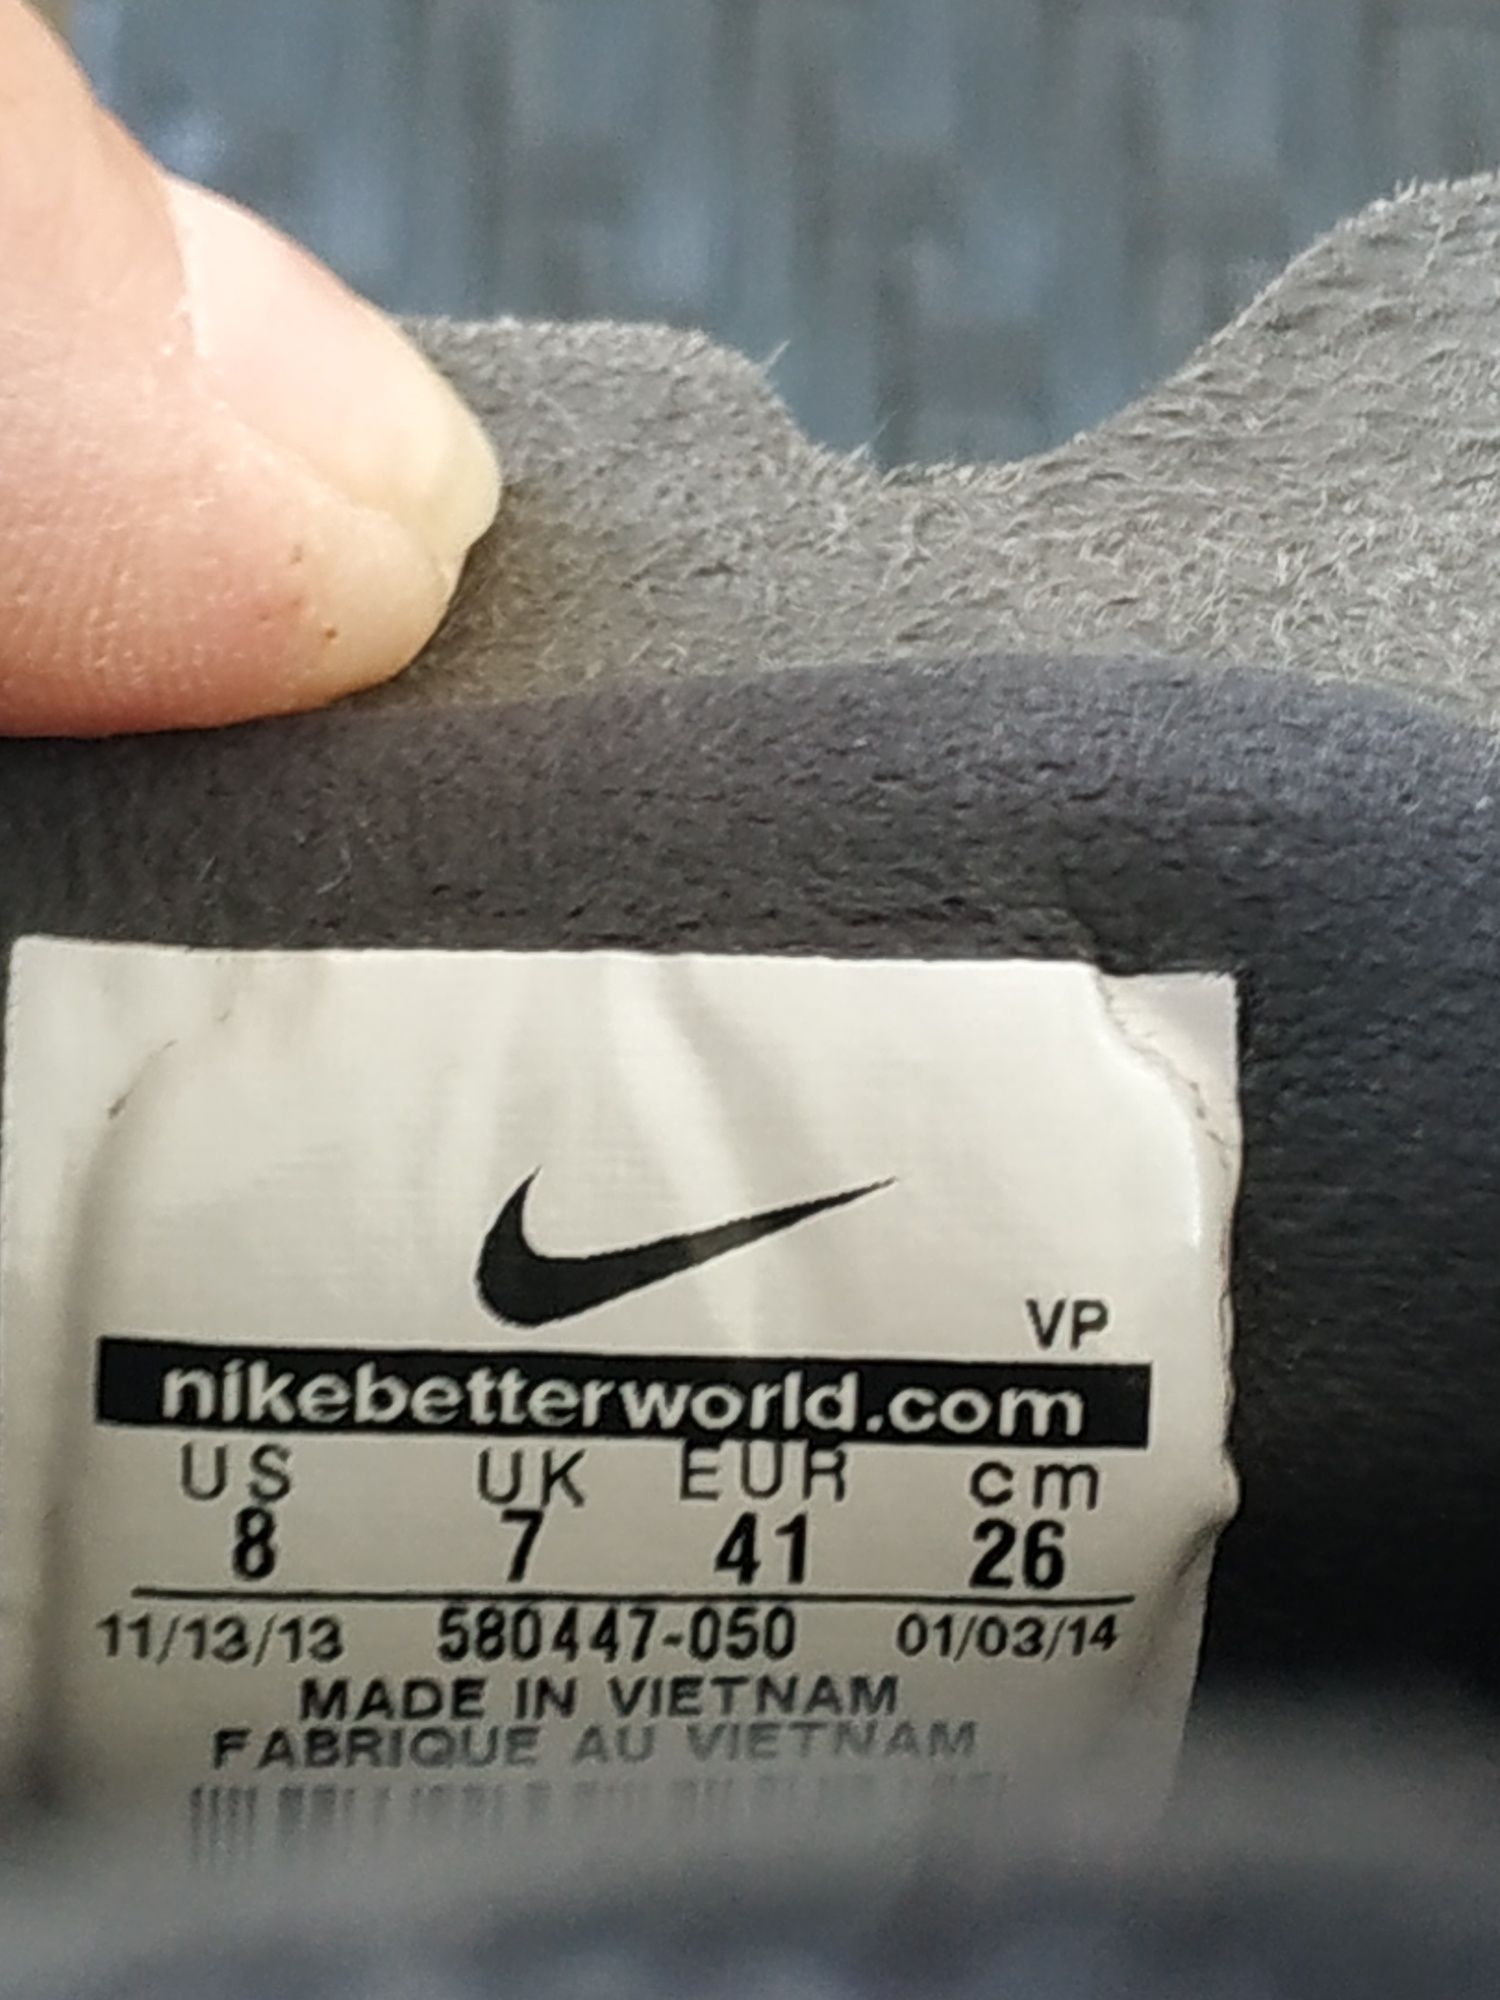 VP
nikebetterworld.com
US UK EUR cm
8 7 41 26
11/13/13 580447-050 01/03/14
MADE IN VIETNAM
FABRIQUE AU VIETNAM